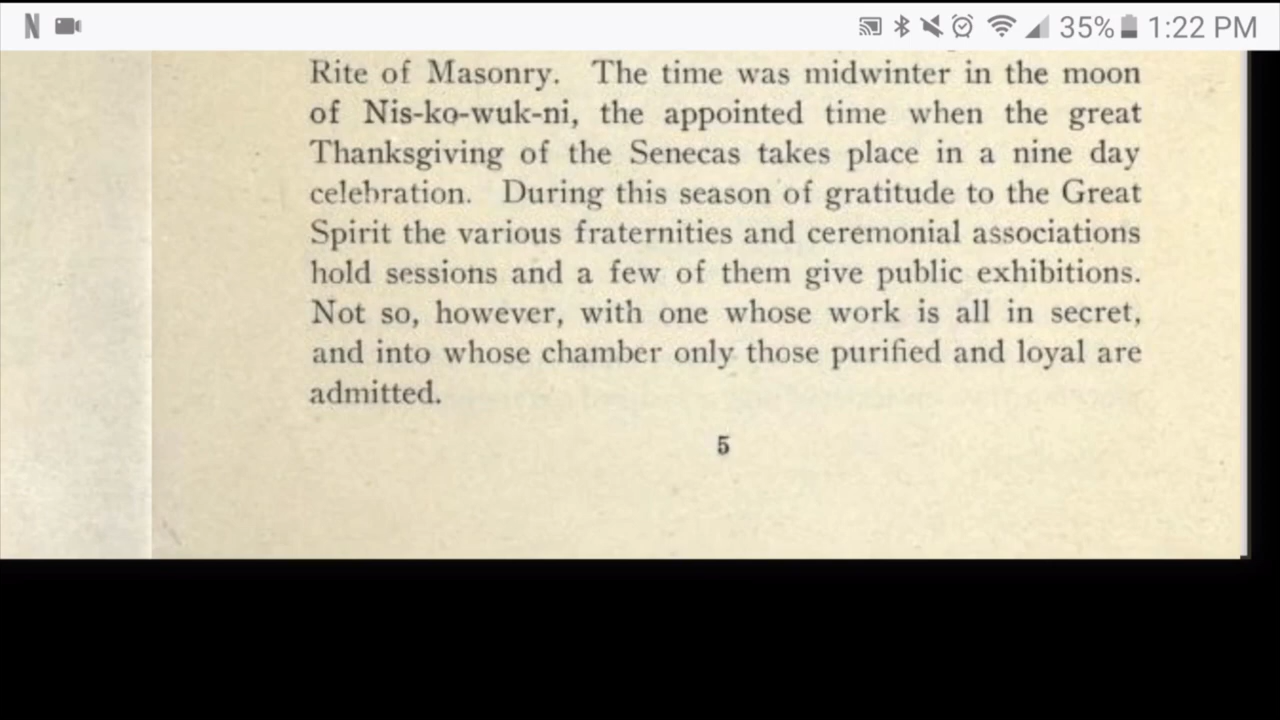 N 35% 1:22 PM
Rite of Masonry. The time was midwinter in the moon
of Nis-ko-wuk-ni, the appointed time when the great
Thanksgiving of the Senecas takes place in a nine day
celebration. During this season of gratitude to the Great
Spirit the various fraternities and ceremonial associations
hold sessions and a few of them give public exhibitions.
Not so, however, with one whose work is all in secret,
and into whose chamber only those purified and loyal are
admitted.
5